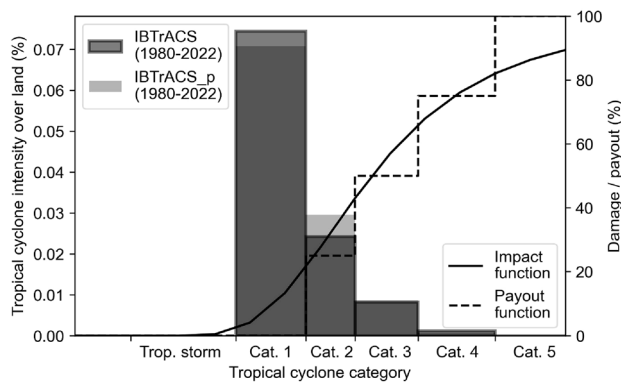 IBTrACS
(1980-2022)
IBTrACS_p
(1980-2022)
Tropical cyclone intensity over land (%)
0.07
0.06
0.05
0.04
0.03
0.02
0.01
0.00
100
80
60
40
20
0
Damage / payout (%)
Impact
function
Payout
function
Trop. storm Cat. 1 Cat. 2 Cat. 3 Cat. 4 Cat. 5
Tropical cyclone category